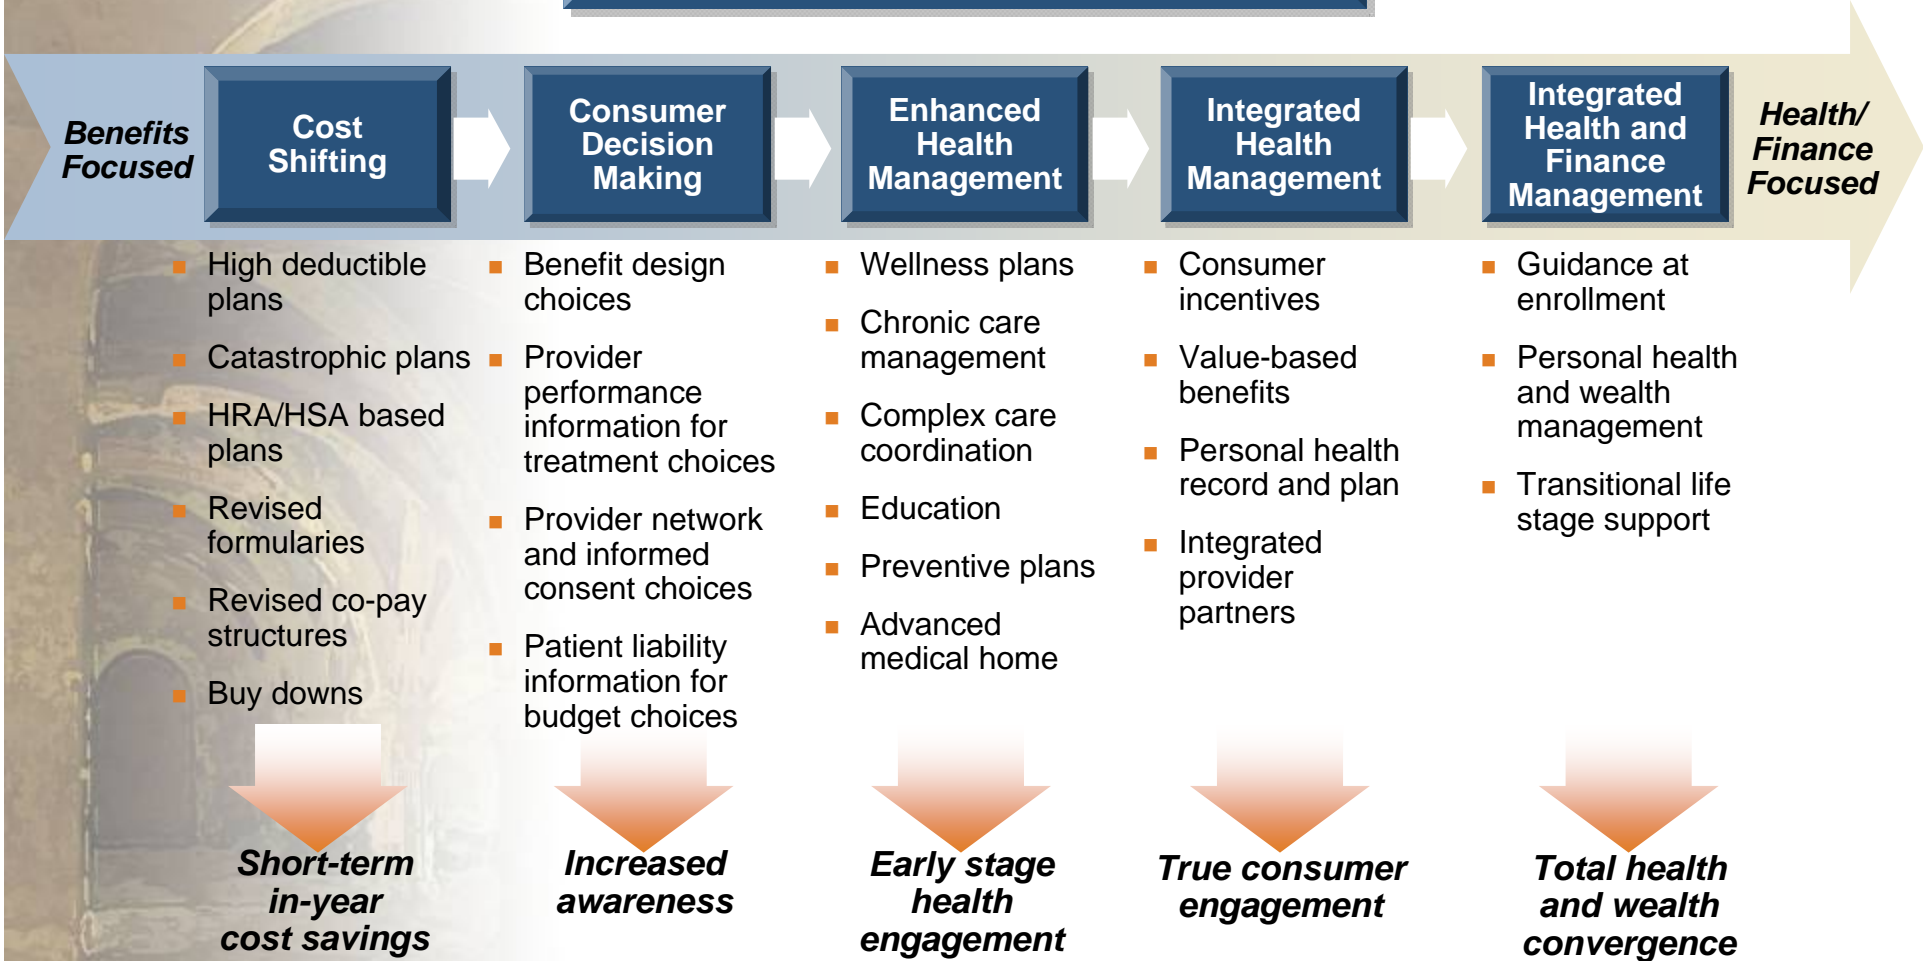 Benefits
Focused
Cost
Shifting
Consumer
Decision
Making
Enhanced
Health
Management
Integrated
Health
Management
Integrated
Health and
Finance
Management
Health/
Finance
Focused
High deductible
plans
Catastrophic plans
HRA/HSA based
plans
Revised
formularies
Revised co-pay
structures
Buy downs
Benefit design
choices
Provider
performance
information for
treatment choices
Provider network
and informed
consent choices
Patient liability
information for
budget choices
Wellness plans
Chronic care
management
Complex care
coordination
Education
Preventive plans
Advanced
medical home
Consumer
incentives
Value-based
benefits
Personal health
record and plan
Integrated
provider
partners
Guidance at
enrollment
Personal health
and wealth
management
Transitional life
stage support
Short-term
in-year
cost savings
Increased
awareness
Early stage
health
engagement
True consumer
engagement
Total health
and wealth
convergence